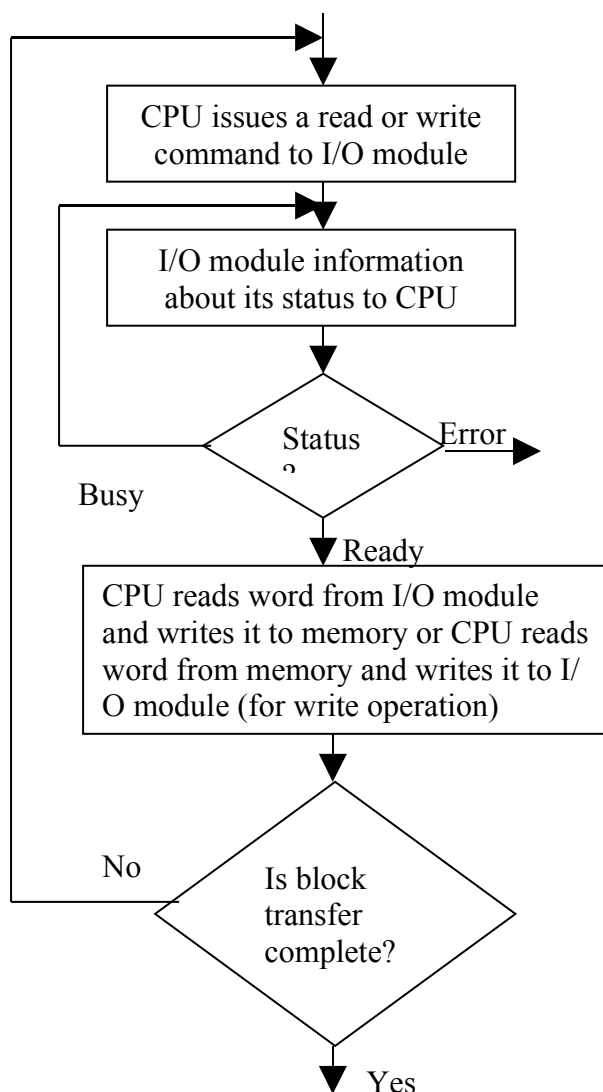 CPU issues a read or write
command to I/O module
I/O module information
about its status to CPU
Status
?
Error
Busy
Ready
CPU reads word from I/O module
and writes it to memory or CPU reads
word from memory and writes it to I/
O module (for write operation)
No
Is block
transfer
complete?
Yes